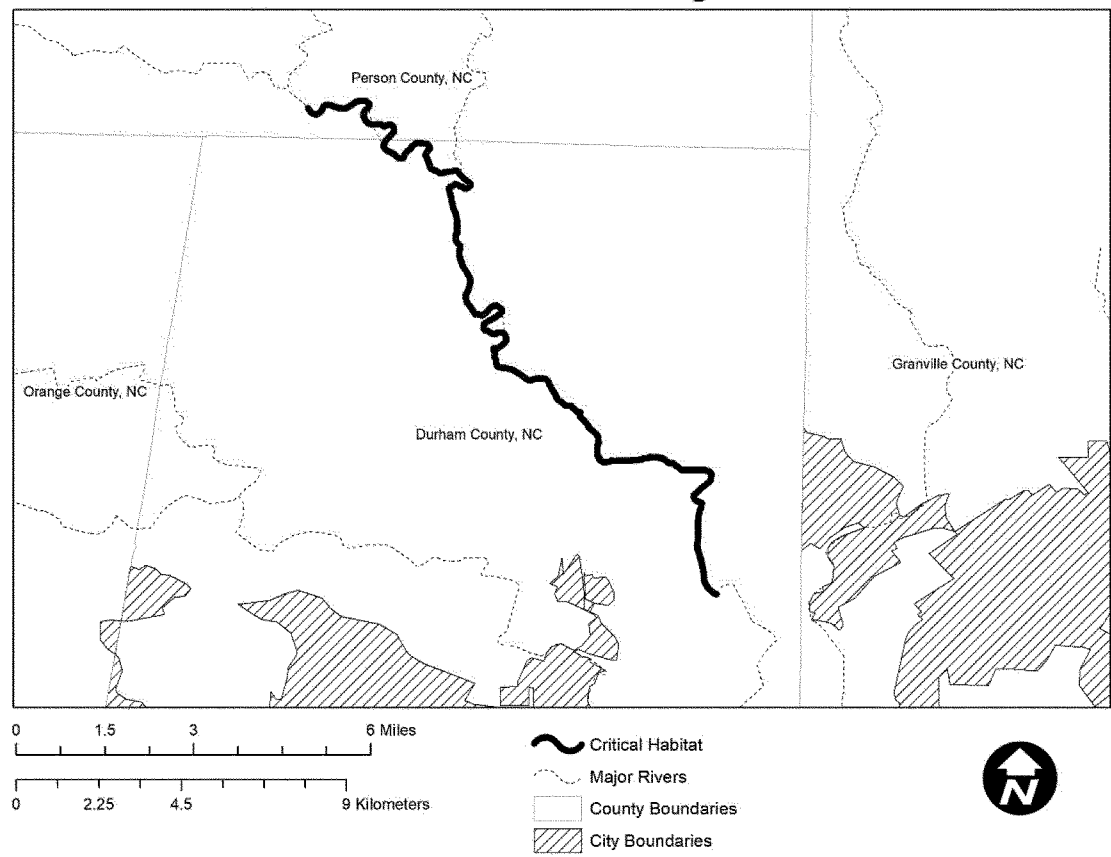 Person County, NC
Orange County, NC
Granville County, NC
Durham County, NC
0 1.5 3 6 Miles
0 2.25 4.5 9 Kilometers
Critical Habitat
Major Rivers
County Boundaries
City Boundaries
N